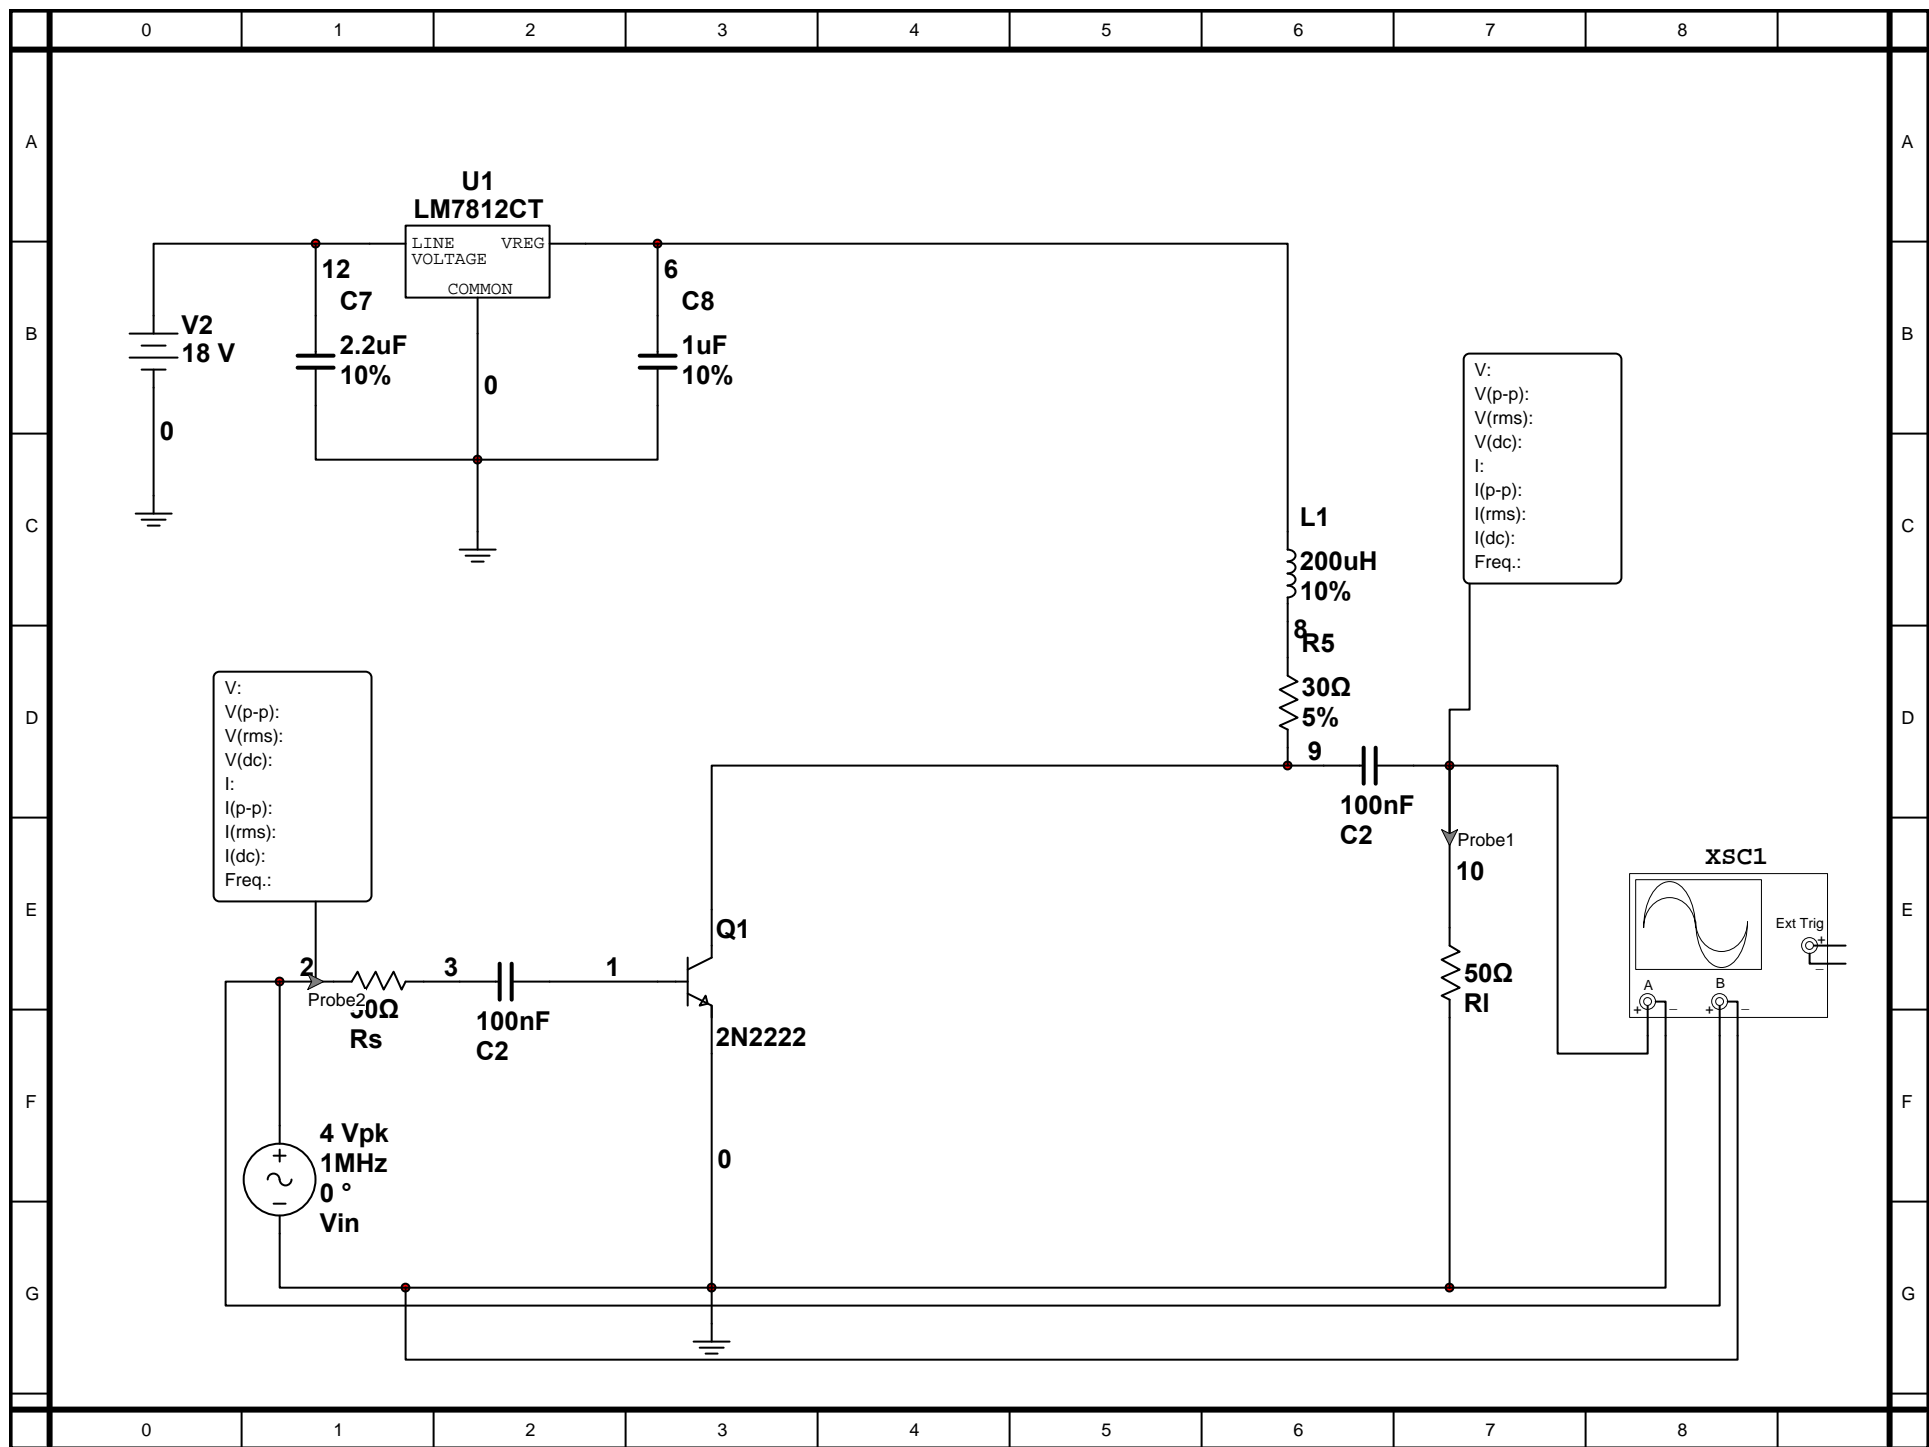 0 1 2 3 4 5 6 7 8
A A
U1
LM7812CT
LINE VREG
VOLTAGE
COMMON
12
C7
2.2uF
10%
0
6
C8
1uF
10%
B B
V2
18 V
0
V:
V(p-p):
V(rms):
V(dc):
I:
I(p-p):
I(rms):
I(dc):
Freq.:
C C
L1
200uH
10%
8
R5
30Ω
5%
D D
V:
V(p-p):
V(rms):
V(dc):
I:
I(p-p):
I(rms):
I(dc):
Freq.:
9
100nF
C2
Probe1
10
XSC1
Ext Trig
+
_
A B
+ _ + _
E E
Q1
2N2222
2
Probe2
Rs
3
100nF
C2
1
50Ω
Rl
F F
4 Vpk
1MHz
0 °
Vin
+
0
G G
0 1 2 3 4 5 6 7 8